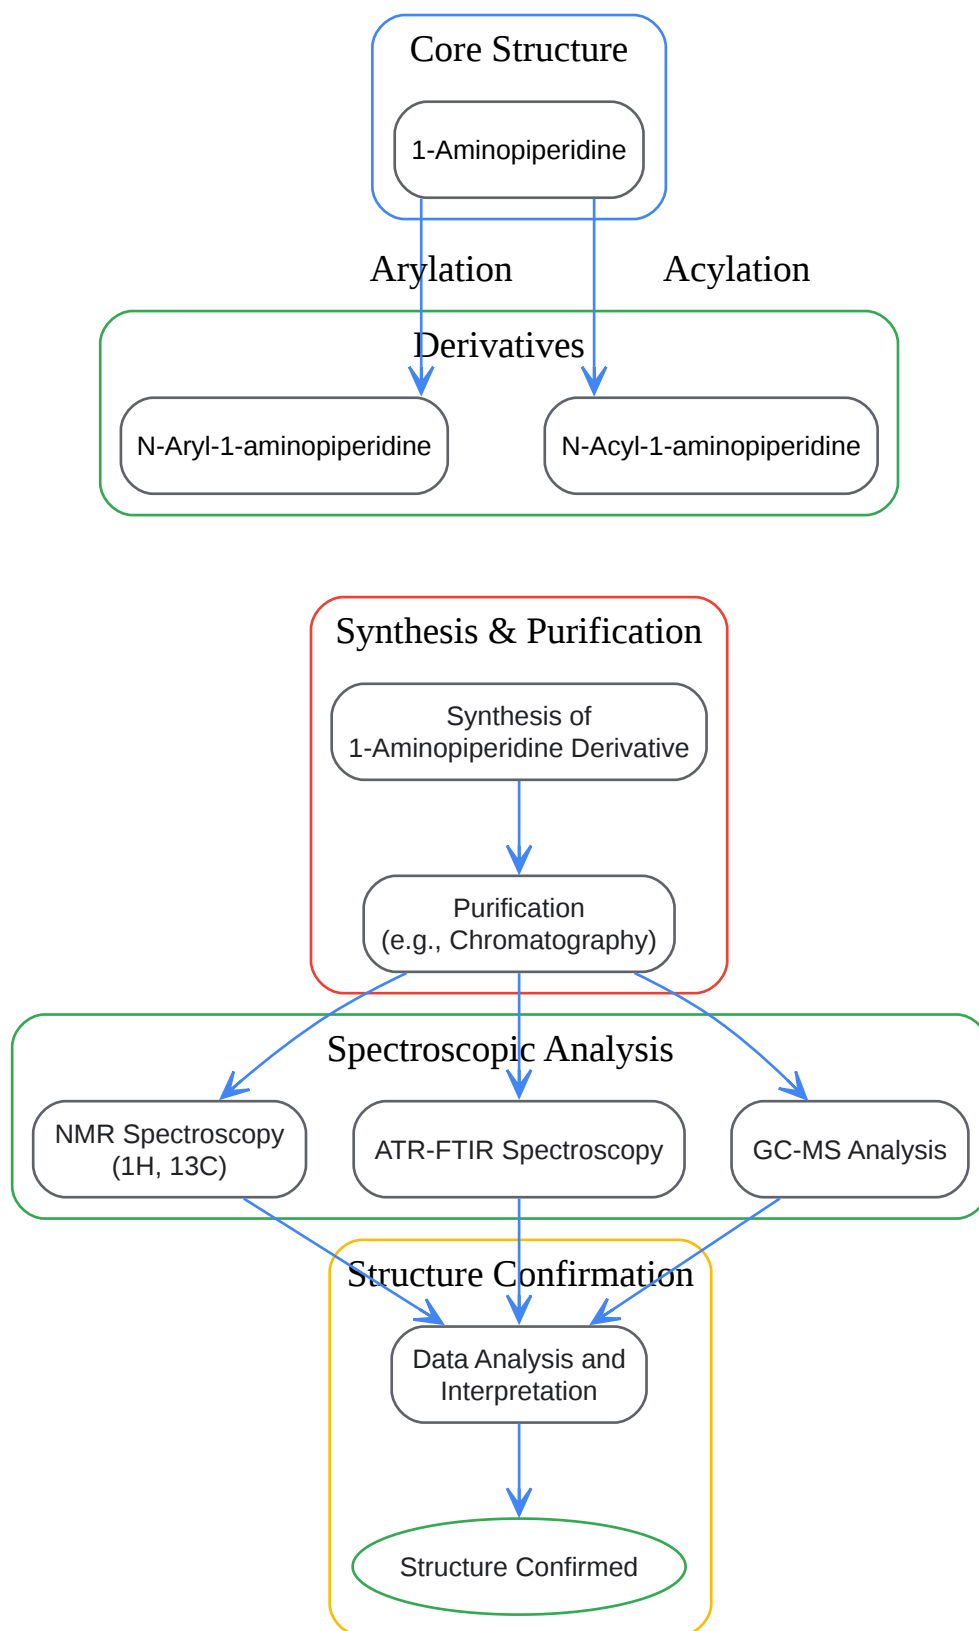 Core Structure
1-Aminopiperidine
Arylation
Acylation
Derivatives
N-Aryl-1-aminopiperidine
N-Acyl-1-aminopiperidine
Synthesis & Purification
Synthesis of
1-Aminopiperidine Derivative
Purification
(e.g., Chromatography)
Spectroscopic Analysis
NMR Spectroscopy
(1H, 13C)
ATR-FTIR Spectroscopy
GC-MS Analysis
Structure Confirmation
Data Analysis and
Interpretation
Structure Confirmed